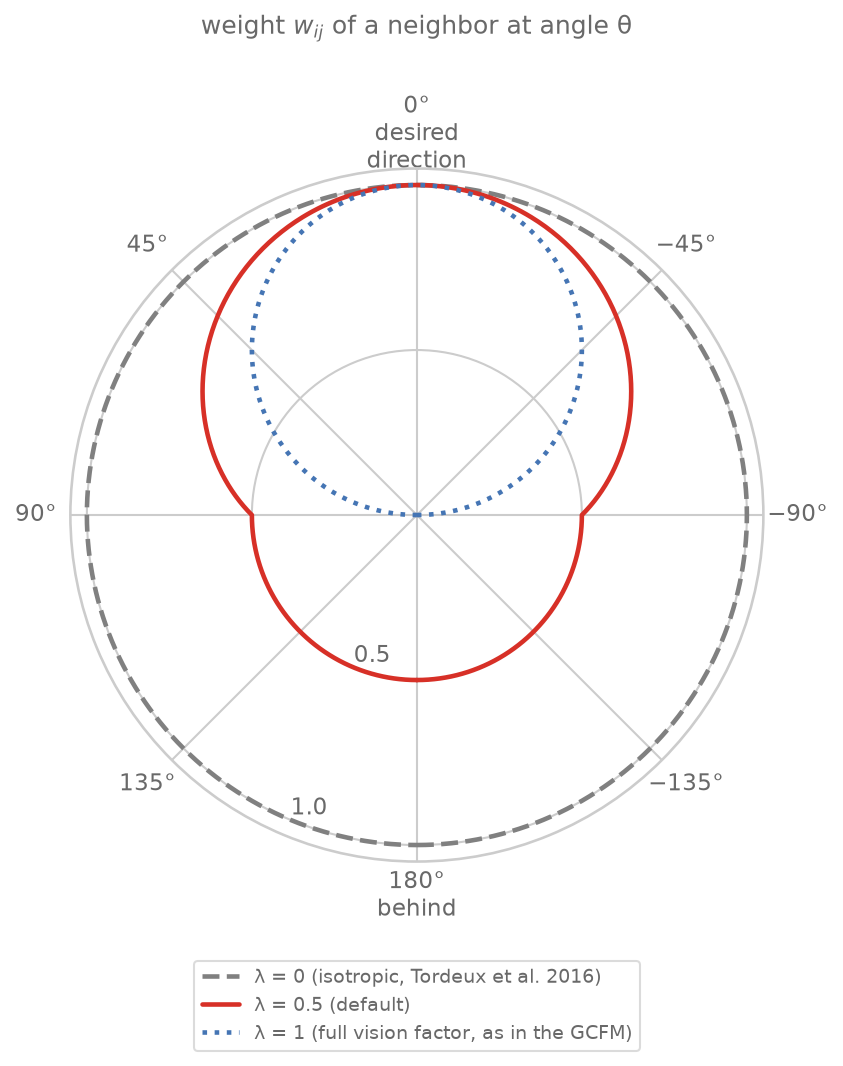 weight wij of a neighbor at angle θ
0°
desired
direction
45°
−45°
90°
−90°
0.5
135°
−135°
1.0
180°
behind
λ = 0 (isotropic, Tordeux et al. 2016)
λ = 0.5 (default)
λ = 1 (full vision factor, as in the GCFM)